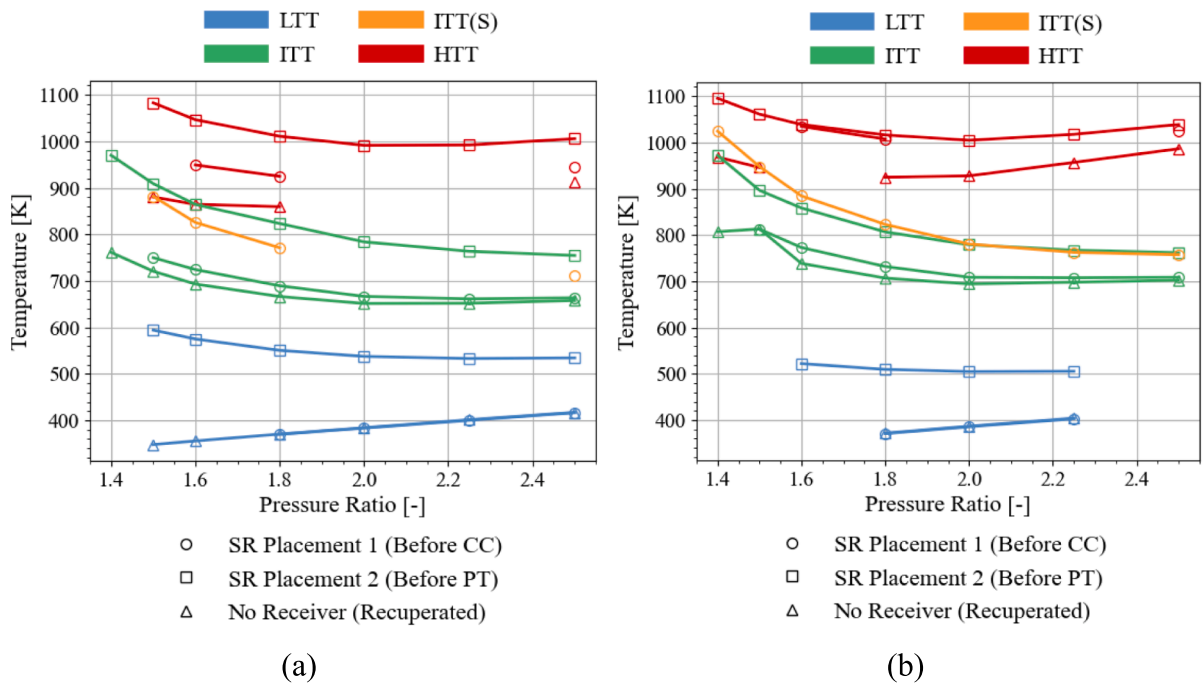 LTT
ITT(S)
ITT
HTT
1100
1000
900
800
700
600
500
400
Temperature [K]
1.4
1.6
1.8
2.0
2.2
2.4
Pressure Ratio [-]
SR Placement 1 (Before CC)
SR Placement 2 (Before PT)
No Receiver (Recuperated)
(a)
LTT
ITT(S)
ITT
HTT
1100
1000
900
800
700
600
500
400
Temperature [K]
1.4
1.6
1.8
2.0
2.2
2.4
Pressure Ratio [-]
SR Placement 1 (Before CC)
SR Placement 2 (Before PT)
No Receiver (Recuperated)
(b)